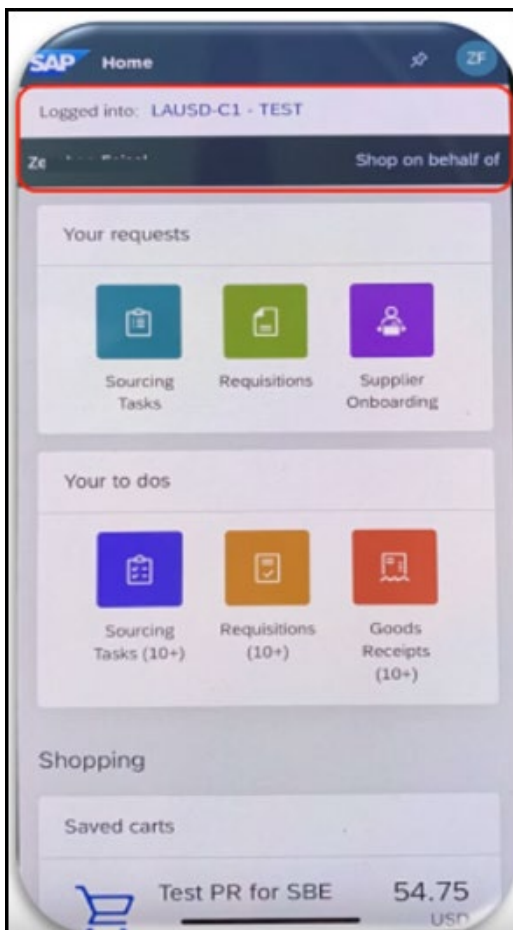 SAP Home ZF
Logged into: LAUSD-C1 - TEST
Shop on behalf of
Your requests
Sourcing Tasks
Requisitions
Supplier Onboarding
Your to dos
Sourcing Tasks (10+)
Requisitions (10+)
Goods Receipts (10+)
Shopping
Saved carts
Test PR for SBE 54.75
USD